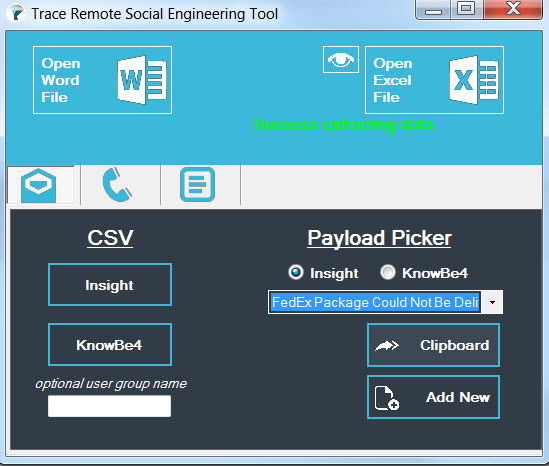 Trace Remote Social Engineering Tool
Open
Word
File
W
Open
Excel
File
X
Success extracting data
CSV
Insight
KnowBe4
optional user group name
Payload Picker
Insight
KnowBe4
FedEx Package Could Not Be Deli
Clipboard
Add New